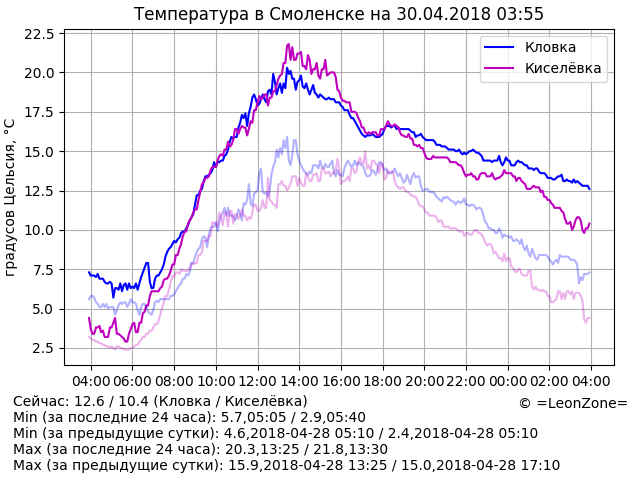 Температура в Смоленске на 30.04.2018 03:55
градусов Цельсия, °C
22.5
20.0
17.5
15.0
12.5
10.0
7.5
5.0
2.5
Кловка
Киселёвка
04:00 06:00 08:00 10:00 12:00 14:00 16:00 18:00 20:00 22:00 00:00 02:00 04:00
Сейчас: 12.6 / 10.4 (Кловка / Киселёвка)
© =LeonZone=
Min (за последние 24 часа): 5.7,05:05 / 2.9,05:40
Min (за предыдущие сутки): 4.6,2018-04-28 05:10 / 2.4,2018-04-28 05:10
Max (за последние 24 часа): 20.3,13:25 / 21.8,13:30
Max (за предыдущие сутки): 15.9,2018-04-28 13:25 / 15.0,2018-04-28 17:10